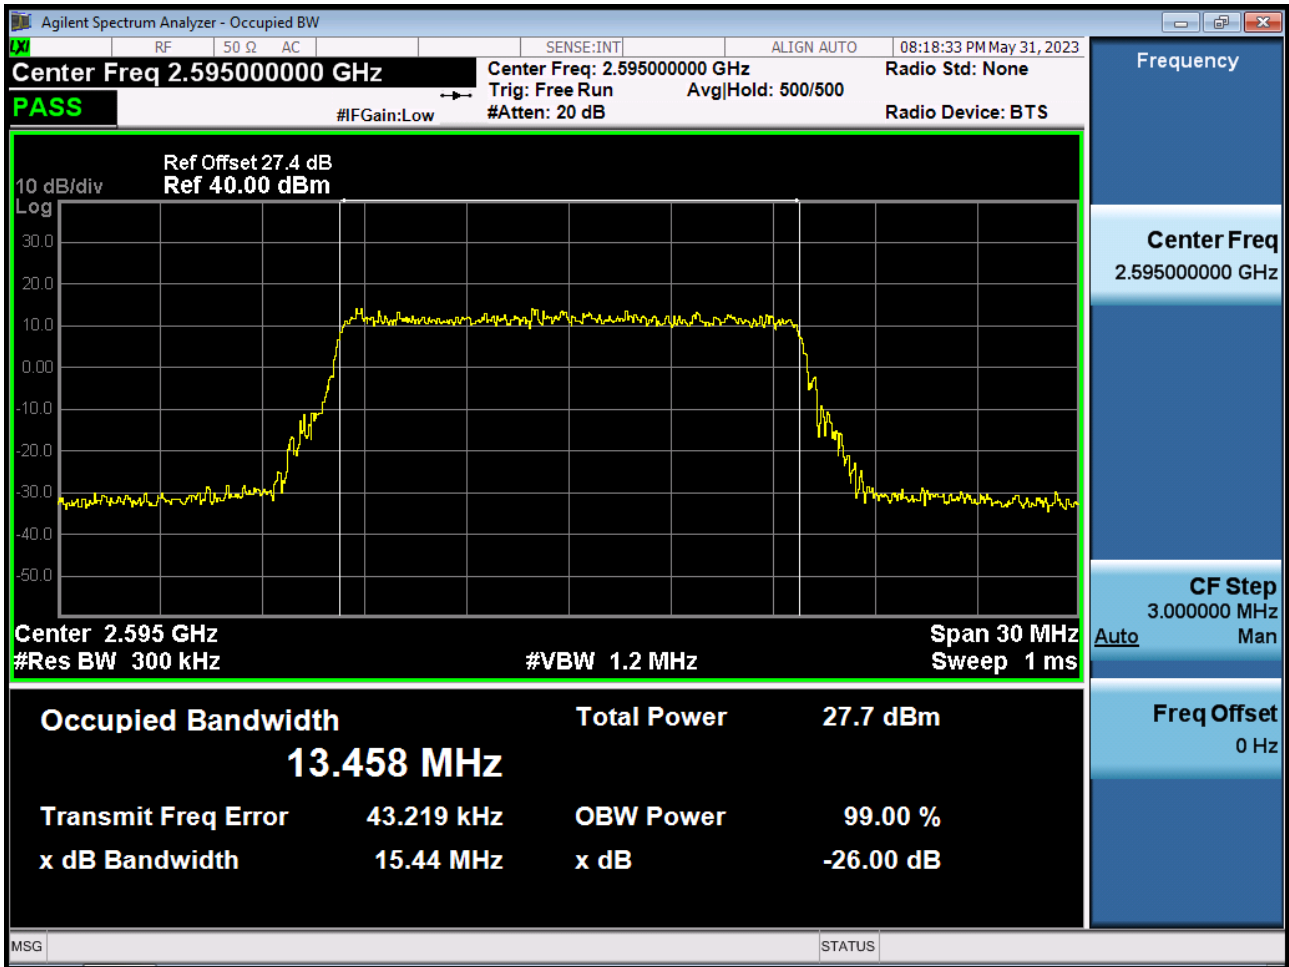 Agilent Spectrum Analyzer - Occupied BW
LXI RF 50 Ω AC SENSE:INT ALIGN AUTO 08:18:33 PM May 31, 2023
Center Freq 2.595000000 GHz
PASS
#IFGain:Low
Center Freq: 2.595000000 GHz
Trig: Free Run Avg|Hold: 500/500
#Atten: 20 dB
Radio Std: None
Radio Device: BTS
Ref Offset 27.4 dB
10 dB/div Ref 40.00 dBm
Log
30.0
20.0
10.0
0.00
-10.0
-20.0
-30.0
-40.0
-50.0
Center 2.595 GHz Span 30 MHz
#Res BW 300 kHz #VBW 1.2 MHz Sweep 1 ms
Occupied Bandwidth Total Power 27.7 dBm
13.458 MHz
Transmit Freq Error 43.219 kHz OBW Power 99.00 %
x dB Bandwidth 15.44 MHz x dB -26.00 dB
Frequency
Center Freq
2.595000000 GHz
CF Step
3.000000 MHz
Auto Man
Freq Offset
0 Hz
MSG STATUS